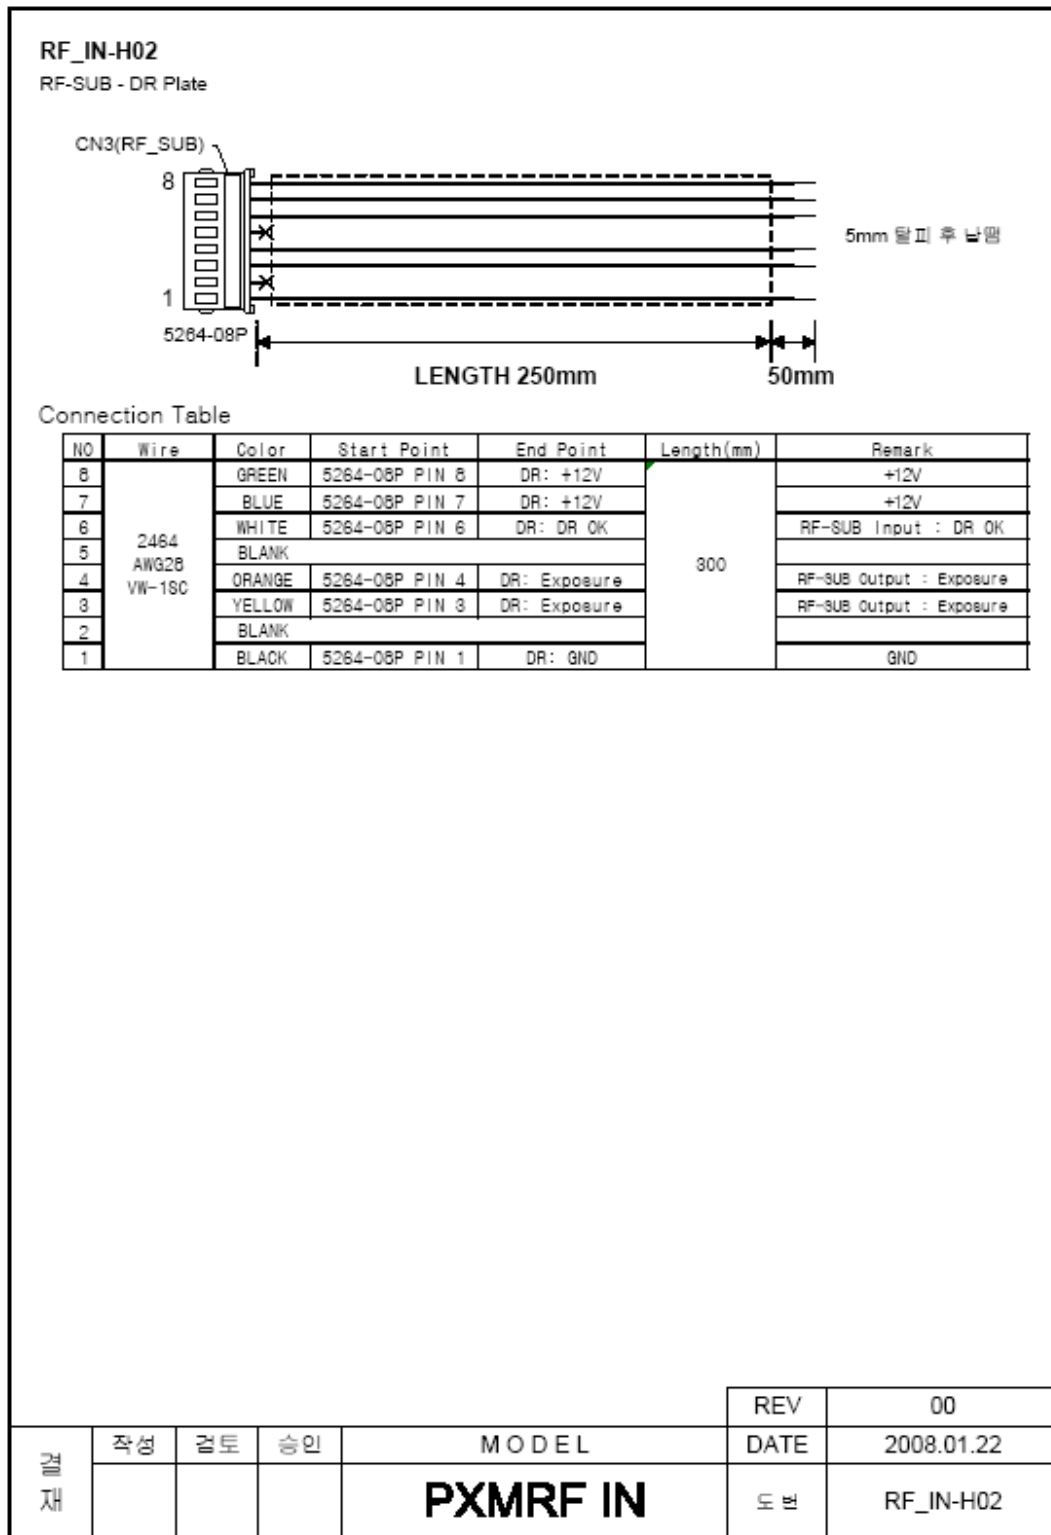 RF_IN-H02
RF-SUB - DR Plate
CN3(RF_SUB)
8
1
5264-08P
5mm 탈피 후 납땜
LENGTH 250mm 50mm
Connection Table
NO Wire Color Start Point End Point Length(mm) Remark
8 GREEN 5264-08P PIN 8 DR: +12V +12V
7 BLUE 5264-08P PIN 7 DR: +12V +12V
6 WHITE 5264-08P PIN 6 DR: DR OK RF-SUB Input : DR OK
5 BLANK
4 ORANGE 5264-08P PIN 4 DR: Exposure RF-SUB Output : Exposure
3 YELLOW 5264-08P PIN 3 DR: Exposure RF-SUB Output : Exposure
2 BLANK
1 BLACK 5264-08P PIN 1 DR: GND GND
2464
AWG28
VW-1SC
300
REV 00
결재 작성 검토 승인 MODEL DATE 2008.01.22
PXMRF IN 도 번 RF_IN-H02